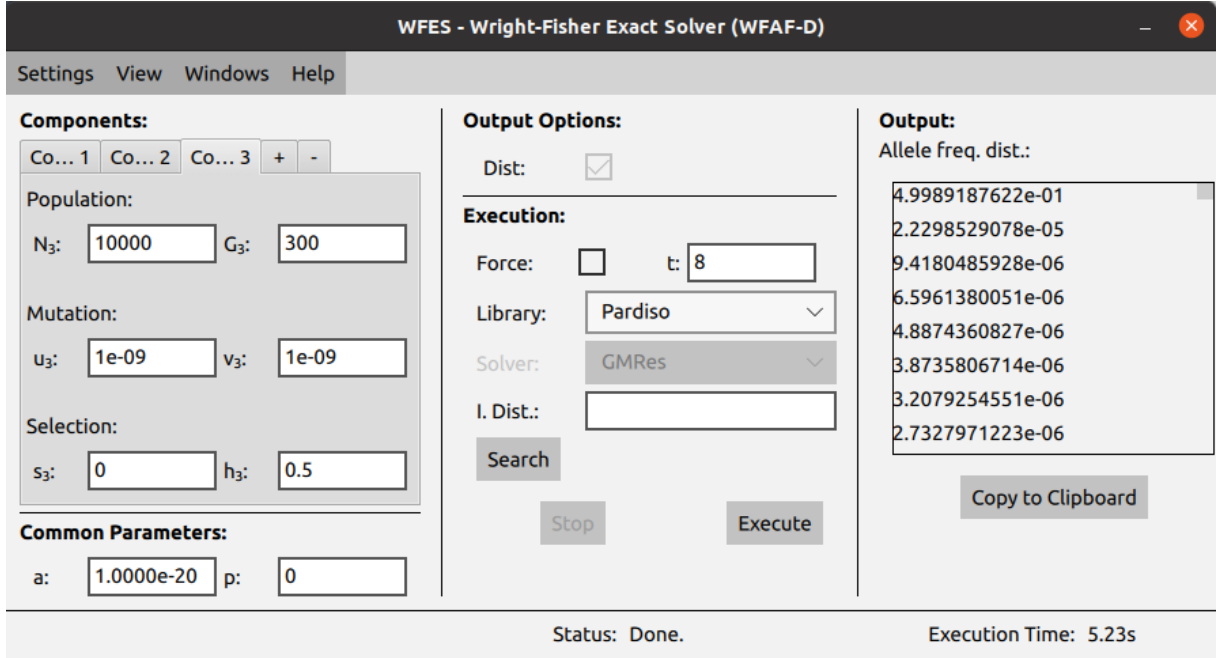 WFES - Wright-Fisher Exact Solver (WFAF-D)
Settings View Windows Help
Components:
Co... 1 Co... 2 Co... 3 + -
Population:
N₃: 10000 G₃: 300
Mutation:
u₃: 1e-09 v₃: 1e-09
Selection:
s₃: 0 h₃: 0.5
Common Parameters:
a: 1.0000e-20 p: 0
Output Options:
Dist:
Execution:
Force: t: 8
Library: Pardiso
Solver: GMRes
I. Dist.:
Search
Stop Execute
Output:
Allele freq. dist.:
4.9989187622e-01
2.2298529078e-05
9.4180485928e-06
6.5961380051e-06
4.8874360827e-06
3.8735806714e-06
3.2079254551e-06
2.7327971223e-06
Copy to Clipboard
Status: Done.
Execution Time: 5.23s